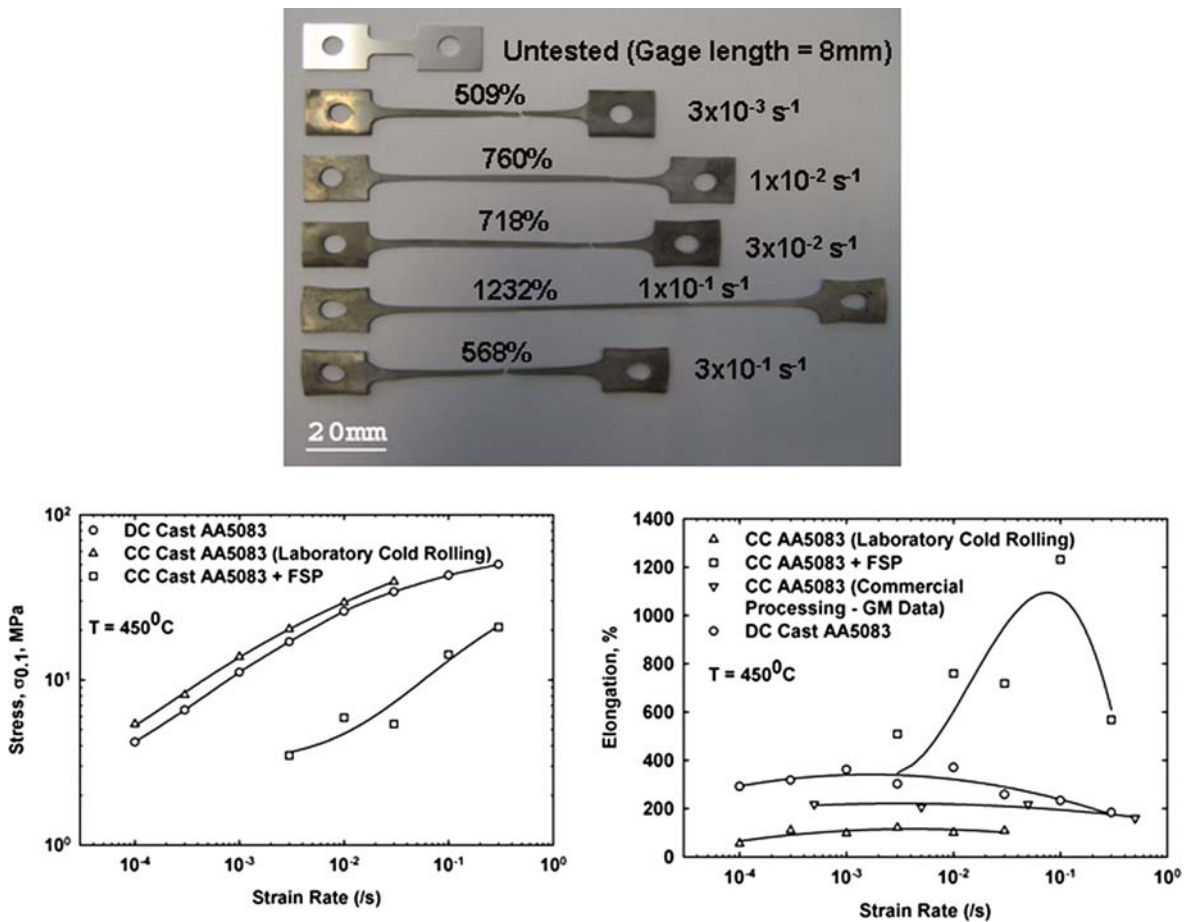 Untested (Gage length = 8mm)
509%
3x10⁻³ s⁻¹
760%
1x10⁻² s⁻¹
718%
3x10⁻² s⁻¹
1232%
1x10⁻¹ s⁻¹
568%
3x10⁻¹ s⁻¹
20mm
10²
10¹
10⁰
Stress, σ0.1, MPa
DC Cast AA5083
CC Cast AA5083 (Laboratory Cold Rolling)
CC Cast AA5083 + FSP
T = 450⁰C
10⁻⁴
10⁻³
10⁻²
10⁻¹
10⁰
Strain Rate (/s)
1400
1200
1000
800
600
400
200
0
Elongation, %
CC AA5083 (Laboratory Cold Rolling)
CC AA5083 + FSP
CC AA5083 (Commercial
Processing - GM Data)
DC Cast AA5083
T = 450⁰C
10⁻⁴
10⁻³
10⁻²
10⁻¹
10⁰
Strain Rate (/s)